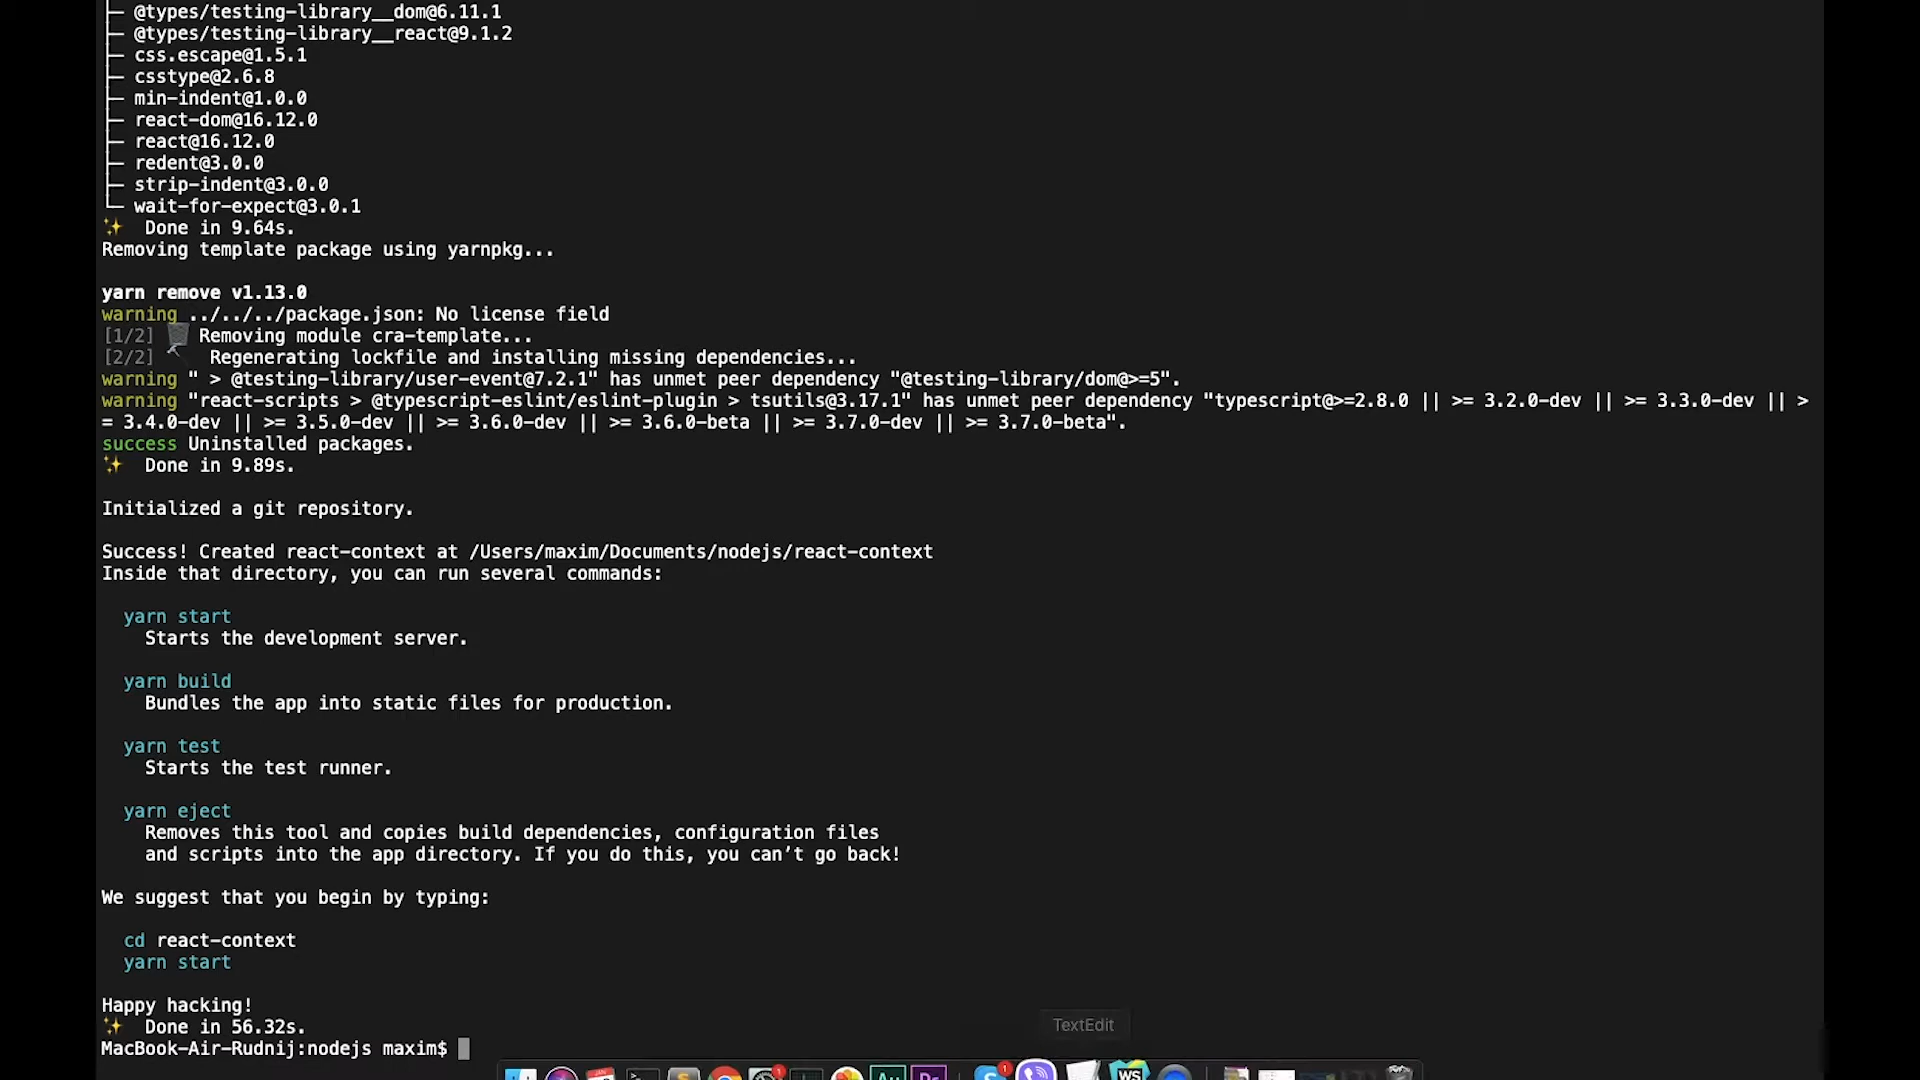 ├─ @types/testing-library__dom@6.11.1
├─ @types/testing-library__react@9.1.2
├─ css.escape@1.5.1
├─ csstype@2.6.8
├─ min-indent@1.0.0
├─ react-dom@16.12.0
├─ react@16.12.0
├─ redent@3.0.0
├─ strip-indent@3.0.0
└─ wait-for-expect@3.0.1
✨  Done in 9.64s.
Removing template package using yarnpkg...
yarn remove v1.13.0
warning ../../../package.json: No license field
[1/2] 🗑 Removing module cra-template...
[2/2] 🔨 Regenerating lockfile and installing missing dependencies...
warning " > @testing-library/user-event@7.2.1" has unmet peer dependency "@testing-library/dom@>=5".
warning "react-scripts > @typescript-eslint/eslint-plugin > tsutils@3.17.1" has unmet peer dependency "typescript@>=2.8.0 || >= 3.2.0-dev || >= 3.3.0-dev || >
= 3.4.0-dev || >= 3.5.0-dev || >= 3.6.0-dev || >= 3.6.0-beta || >= 3.7.0-dev || >= 3.7.0-beta".
success Uninstalled packages.
✨  Done in 9.89s.
Initialized a git repository.
Success! Created react-context at /Users/maxim/Documents/nodejs/react-context
Inside that directory, you can run several commands:
yarn start
Starts the development server.
yarn build
Bundles the app into static files for production.
yarn test
Starts the test runner.
yarn eject
Removes this tool and copies build dependencies, configuration files
and scripts into the app directory. If you do this, you can’t go back!
We suggest that you begin by typing:
cd react-context
yarn start
Happy hacking!
✨  Done in 56.32s.
TextEdit
MacBook-Air-Rudnij:nodejs maxim$
WS